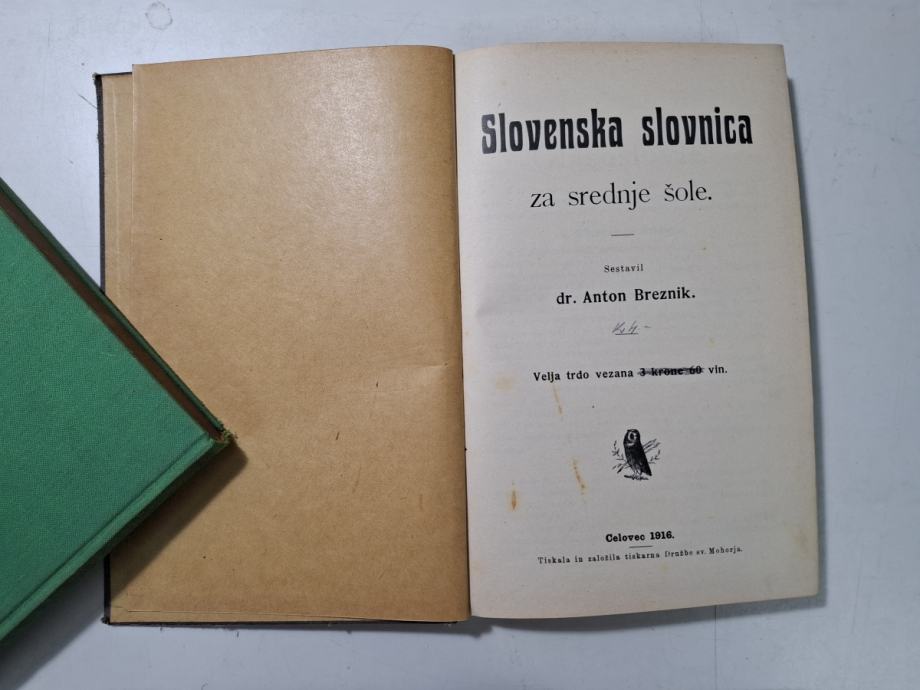 Slovenska slovnica
za srednje šole.
Sestavil
dr. Anton Breznik.
Velja trdo vezana 3 krone 60 vin.
Celovec 1916.
Tiskala in založila tiskarna Družbe sv. Mohorja.